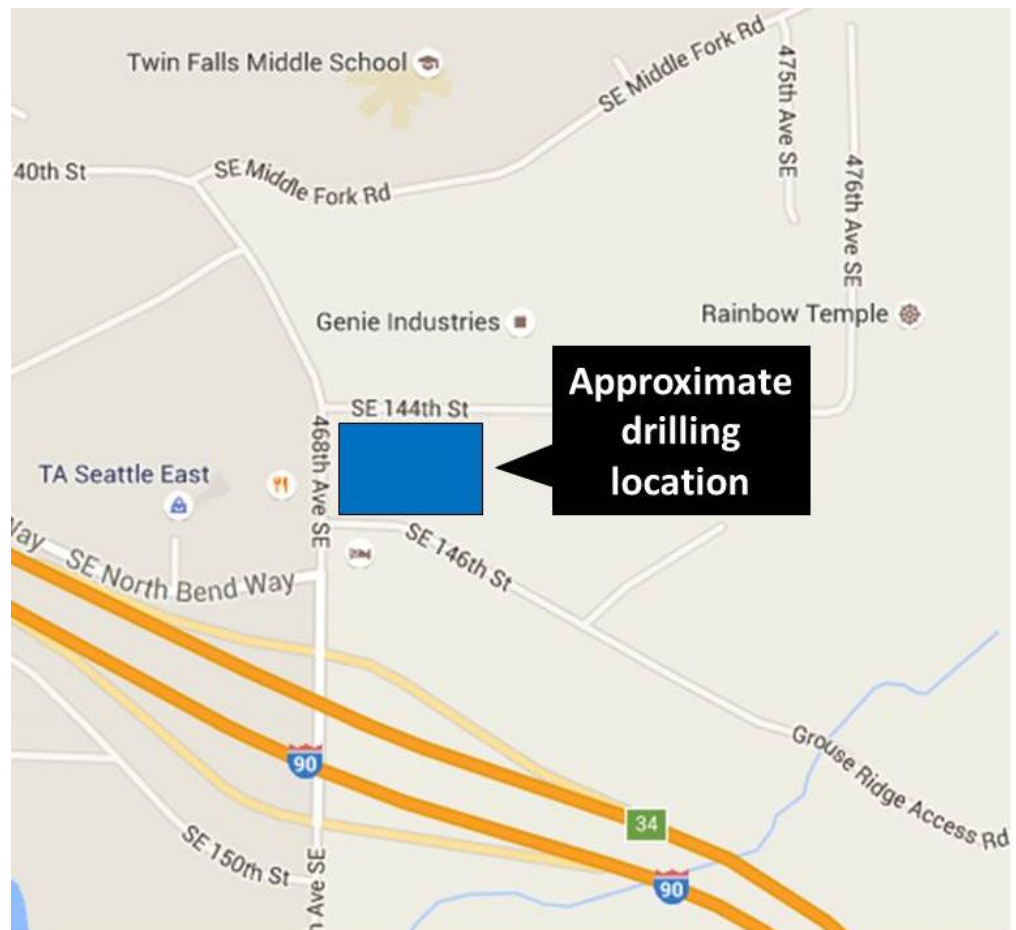 Twin Falls Middle School
SE Middle Fork Rd
475th Ave SE
476th Ave SE
40th St
SE Middle Fork Rd
Genie Industries
Rainbow Temple
Approximate
drilling
location
SE 144th St
468th Ave SE
TA Seattle East
SE 146th St
Way
SE North Bend Way
Grouse Ridge Access Rd
90
34
90
SE 150th St
Ave SE